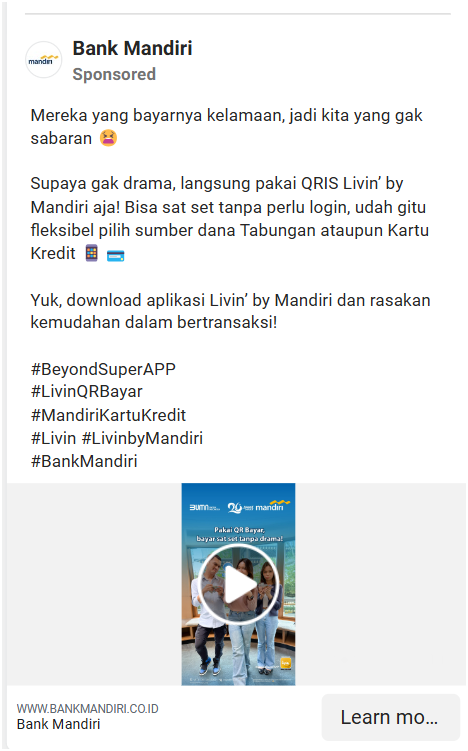 Bank Mandiri
Sponsored
mandiri
Mereka yang bayarnya kelamaan, jadi kita yang gak
sabaran 😫
Supaya gak drama, langsung pakai QRIS Livin’ by
Mandiri aja! Bisa sat set tanpa perlu login, udah gitu
fleksibel pilih sumber dana Tabungan ataupun Kartu
Kredit 📱 💳
Yuk, download aplikasi Livin’ by Mandiri dan rasakan
kemudahan dalam bertransaksi!
#BeyondSuperAPP
#LivinQRBayar
#MandiriKartuKredit
#Livin #LivinbyMandiri
#BankMandiri
BUMN mandiri
Pakai QR Bayar,
bayar sat set tanpa drama!
WWW.BANKMANDIRI.CO.ID
Bank Mandiri
Learn mo...